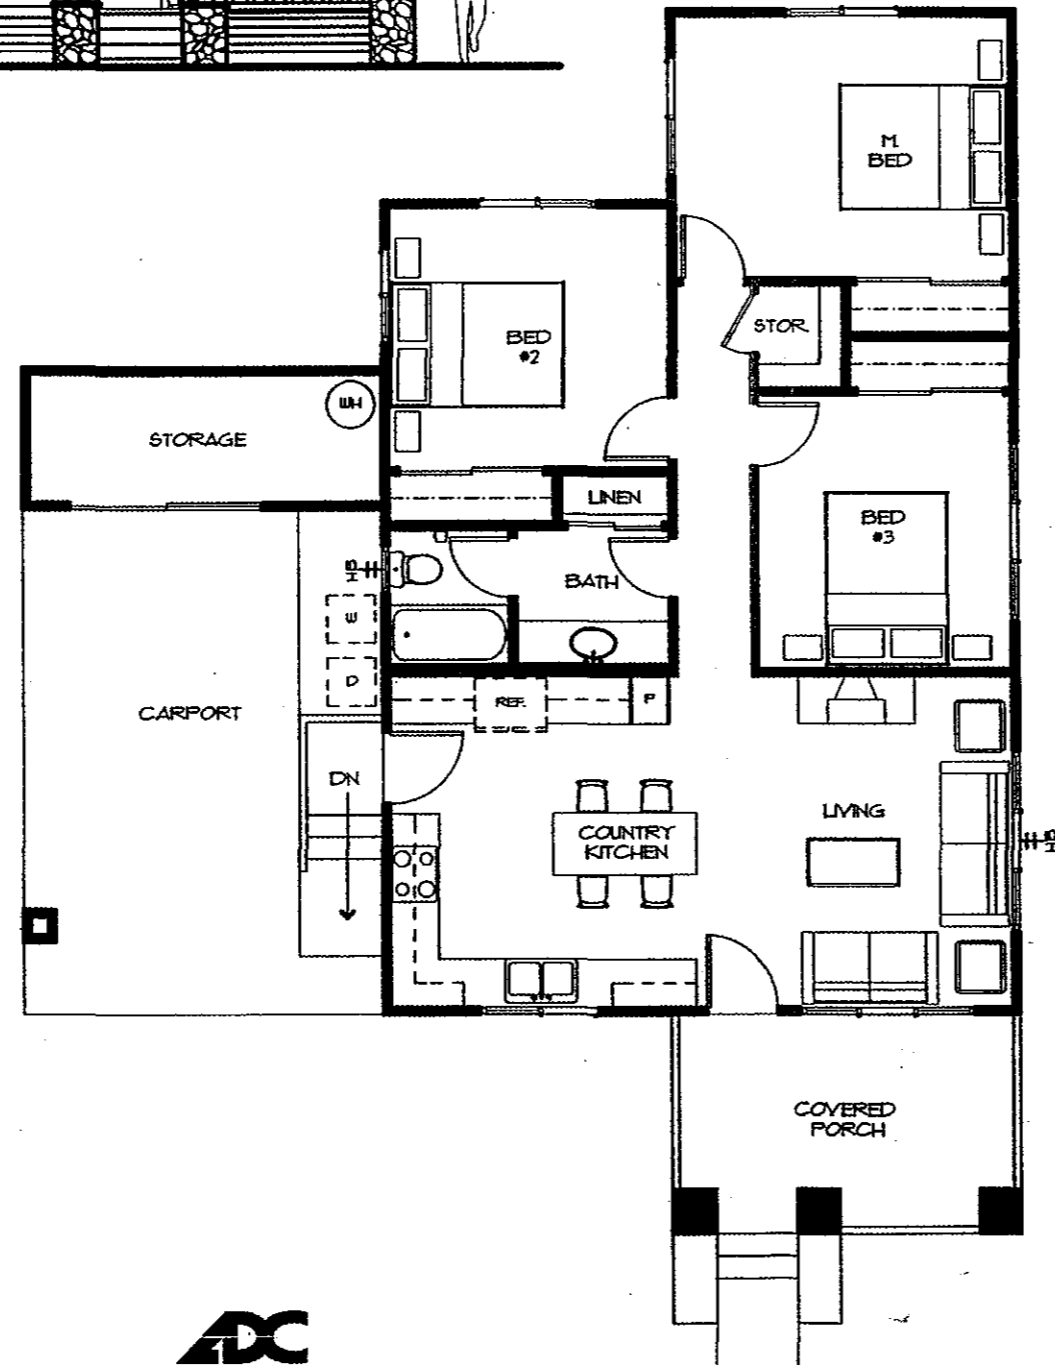 M.
BED
BED
#2
STOR.
WH
STORAGE
LINEN
BED
#3
HB
BATH
W
D
REF.
P
CARPORT
DN
LIVING
COUNTRY
KITCHEN
HB
COVERED
PORCH
ADC